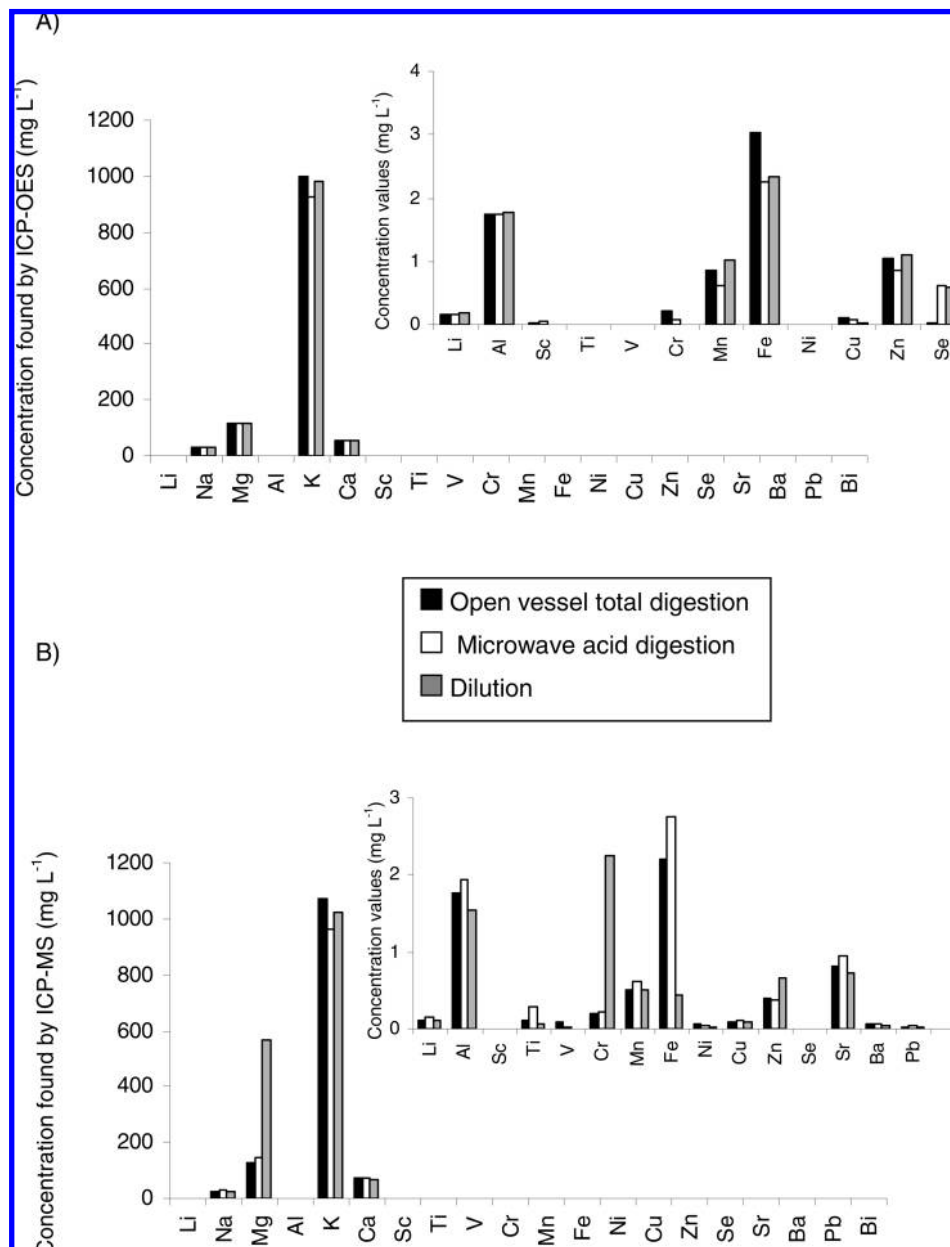 A)
Concentration found by ICP-OES (mg L⁻¹)
1200
1000
800
600
400
200
0
Li Na Mg Al K Ca Sc Ti V Cr Mn Fe Ni Cu Zn Se Sr Ba Pb Bi
Concentration values (mg L⁻¹)
4
3
2
1
0
Li Al Sc Ti V Cr Mn Fe Ni Cu Zn Se
Open vessel total digestion
Microwave acid digestion
Dilution
B)
Concentration found by ICP-MS (mg L⁻¹)
1200
1000
800
600
400
200
0
Li Na Mg Al K Ca Sc Ti V Cr Mn Fe Ni Cu Zn Se Sr Ba Pb Bi
Concentration values (mg L⁻¹)
3
2
1
0
Li Al Sc Ti V Cr Mn Fe Ni Cu Zn Se Sr Ba Pb